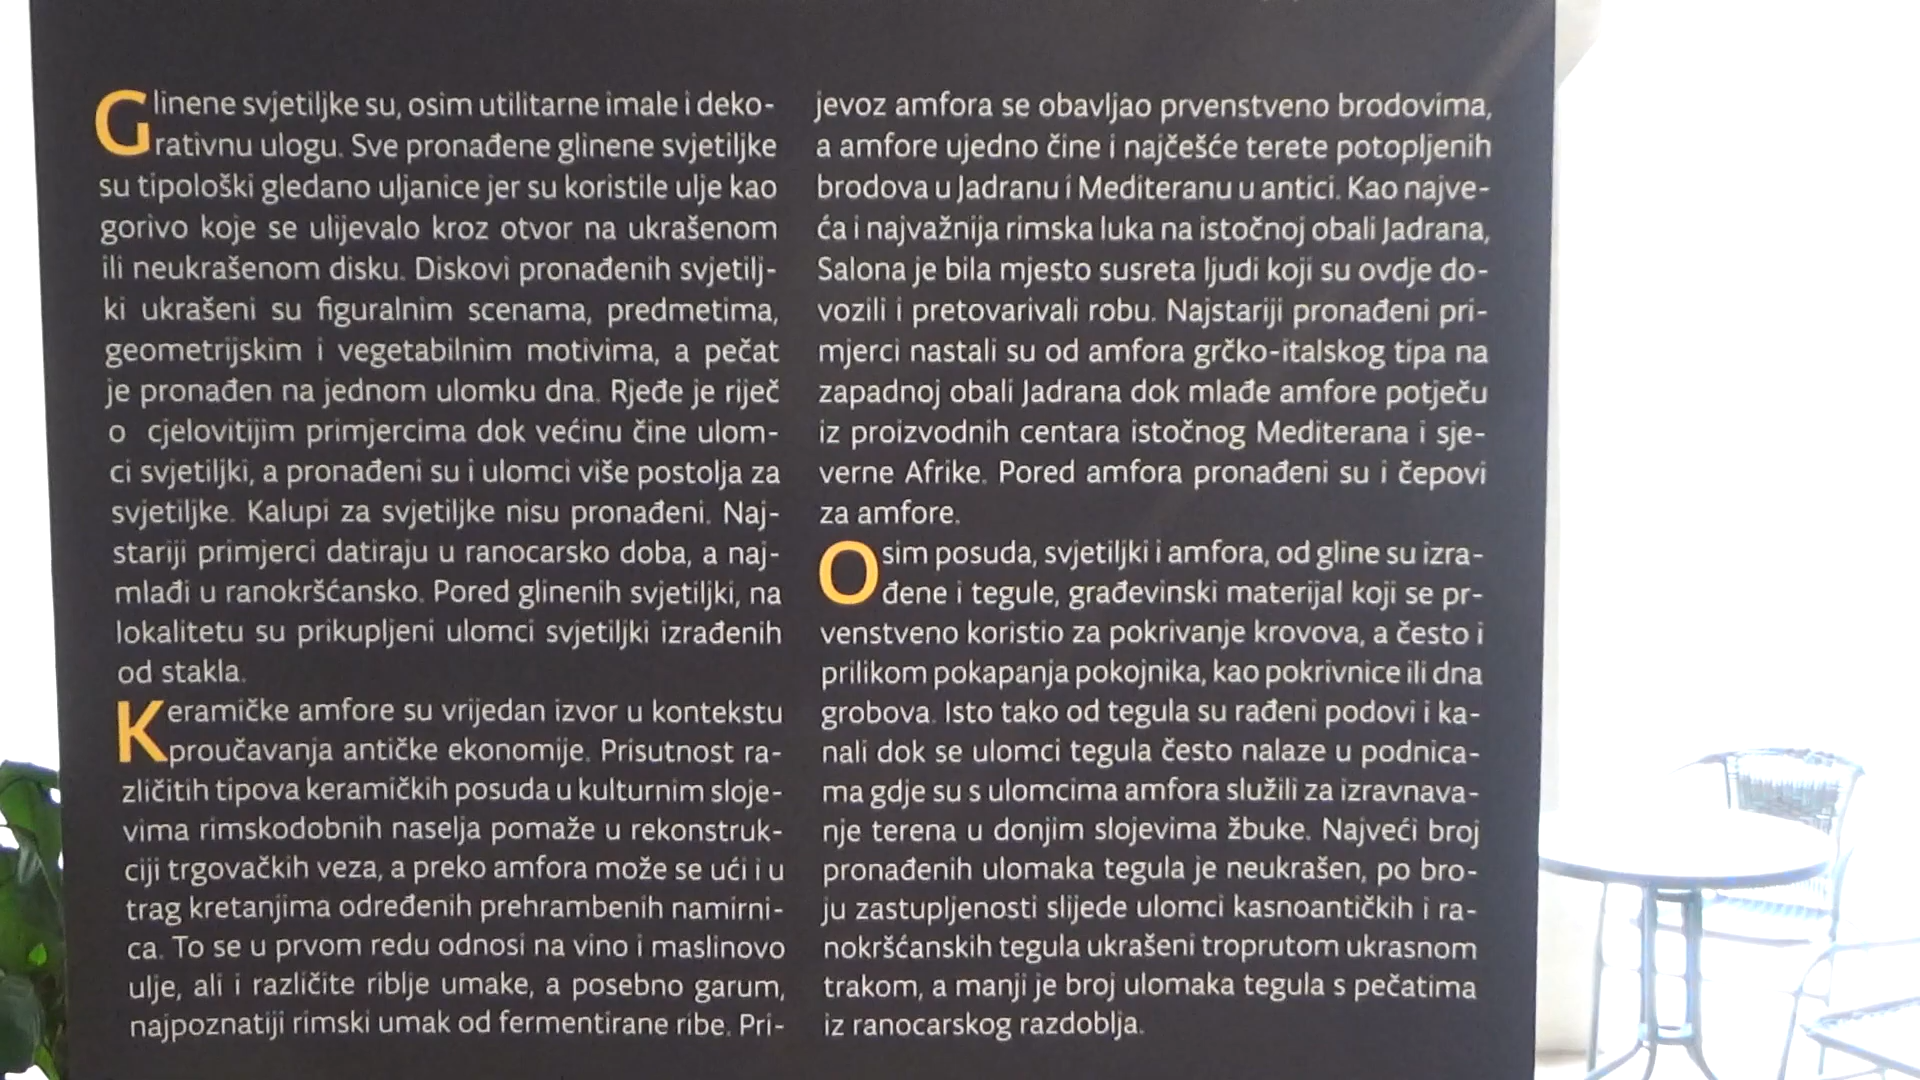 Glinene svjetiljke su, osim utilitarne imale i deko-
rativnu ulogu. Sve pronađene glinene svjetiljke
su tipološki gledano uljanice jer su koristile ulje kao
gorivo koje se ulijevalo kroz otvor na ukrašenom
ili neukrašenom disku. Diskovi pronađenih svjetilj-
ki ukrašeni su figuralnim scenama, predmetima,
geometrijskim i vegetabilnim motivima, a pečat
je pronađen na jednom ulomku dna. Rjeđe je riječ
o cjelovitijim primjercima dok većinu čine ulom-
ci svjetiljki, a pronađeni su i ulomci više postolja za
svjetiljke. Kalupi za svjetiljke nisu pronađeni. Naj-
stariji primjerci datiraju u ranocarsko doba, a naj-
mlađi u ranokršćansko. Pored glinenih svjetiljki, na
lokalitetu su prikupljeni ulomci svjetiljki izrađenih
od stakla.
Keramičke amfore su vrijedan izvor u kontekstu
proučavanja antičke ekonomije. Prisutnost ra-
zličitih tipova keramičkih posuda u kulturnim sloje-
vima rimskodobnih naselja pomaže u rekonstruk-
ciji trgovačkih veza, a preko amfora može se ući i u
trag kretanjima određenih prehrambenih namirni-
ca. To se u prvom redu odnosi na vino i maslinovo
ulje, ali i različite riblje umake, a posebno garum,
najpoznatiji rimski umak od fermentirane ribe. Pri-
jevoz amfora se obavljao prvenstveno brodovima,
a amfore ujedno čine i najčešće terete potopljenih
brodova u Jadranu i Mediteranu u antici. Kao najve-
ća i najvažnija rimska luka na istočnoj obali Jadrana,
Salona je bila mjesto susreta ljudi koji su ovdje do-
vozili i pretovarivali robu. Najstariji pronađeni pri-
mjerci nastali su od amfora grčko-italskog tipa na
zapadnoj obali Jadrana dok mlađe amfore potječu
iz proizvodnih centara istočnog Mediterana i sje-
verne Afrike. Pored amfora pronađeni su i čepovi
za amfore.
Osim posuda, svjetiljki i amfora, od gline su izra-
đene i tegule, građevinski materijal koji se pr-
venstveno koristio za pokrivanje krovova, a često i
prilikom pokapanja pokojnika, kao pokrivnice ili dna
grobova. Isto tako od tegula su rađeni podovi i ka-
nali dok se ulomci tegula često nalaze u podnica-
ma gdje su s ulomcima amfora služili za izravnava-
nje terena u donjim slojevima žbuke. Najveći broj
pronađenih ulomaka tegula je neukrašen, po bro-
ju zastupljenosti slijede ulomci kasnoantičkih i ra-
nokršćanskih tegula ukrašeni troprutom ukrasnom
trakom, a manji je broj ulomaka tegula s pečatima
iz ranocarskog razdoblja.